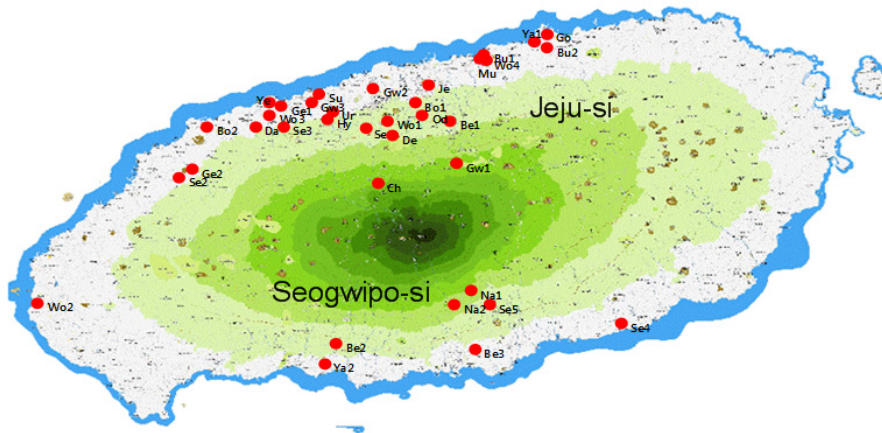 Ya1
Go
Bu2
Bu1
Wo4
Mu
Je
Gw2
Su
Ye
Ge1
Gw3
Ur
Hy
Bo1
Od
Wo3
Bo2
Da
Se3
Wo1
Be1
Se
De
Jeju-si
Ge2
Se2
Gw1
Ch
Seogwipo-si
Na1
Na2
Se5
Wo2
Se4
Be2
Be3
Ya2